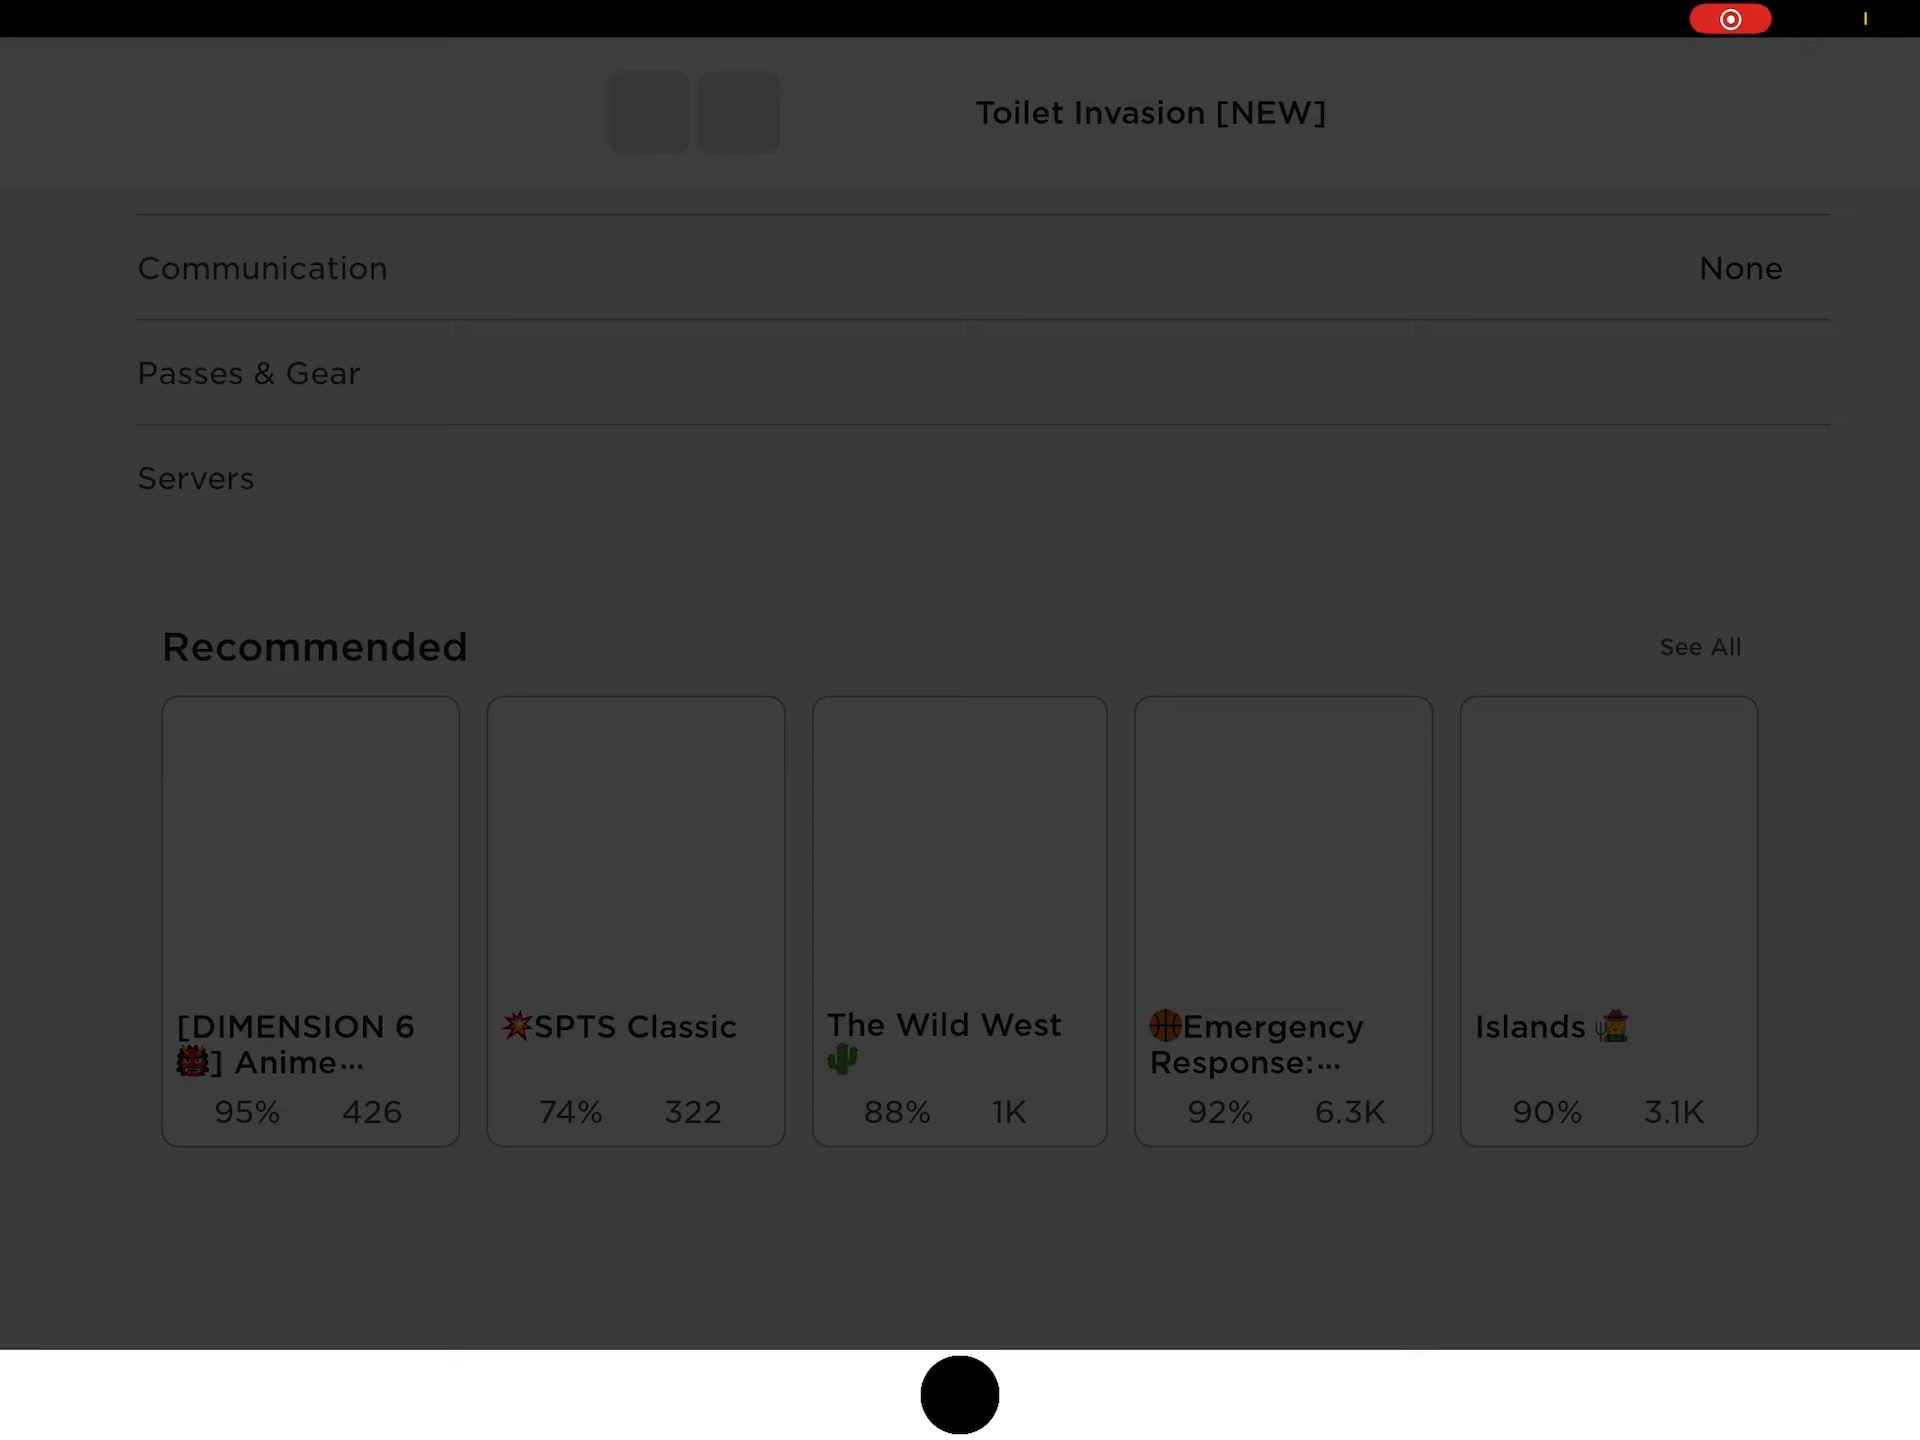 Toilet Invasion [NEW]
Communication
None
Passes & Gear
Servers
Recommended
See All
[DIMENSION 6
👹] Anime...
95% 426
💥SPTS Classic
74% 322
The Wild West
🌵
88% 1K
🏀Emergency
Response:...
92% 6.3K
Islands 🧑‍🌾
90% 3.1K